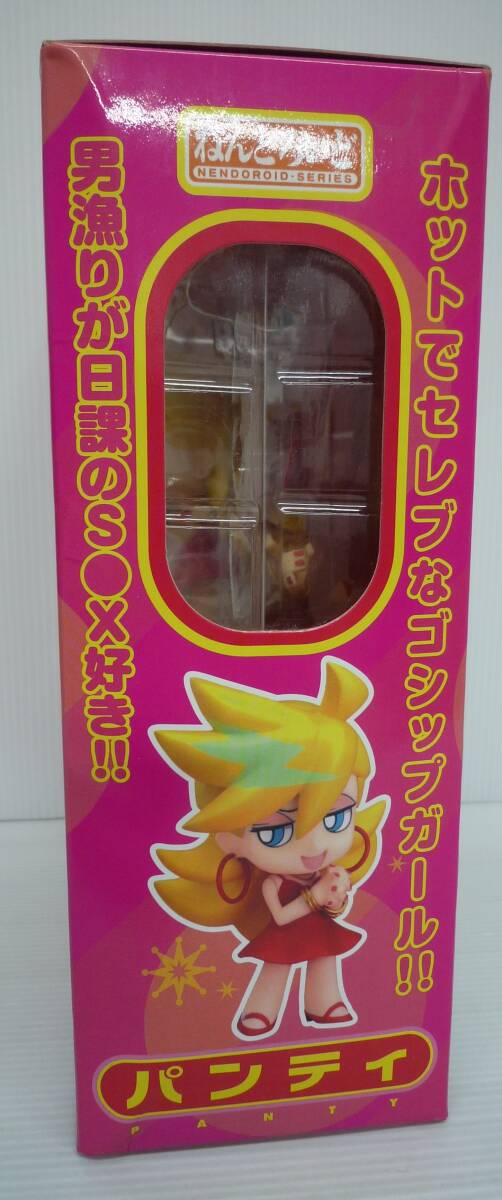 ねんどろいど
NENDOROID·SERIES
ホットでセレブなゴシップガール!!
男漁りが日課のS●X好き!!
パンティ
PANTY